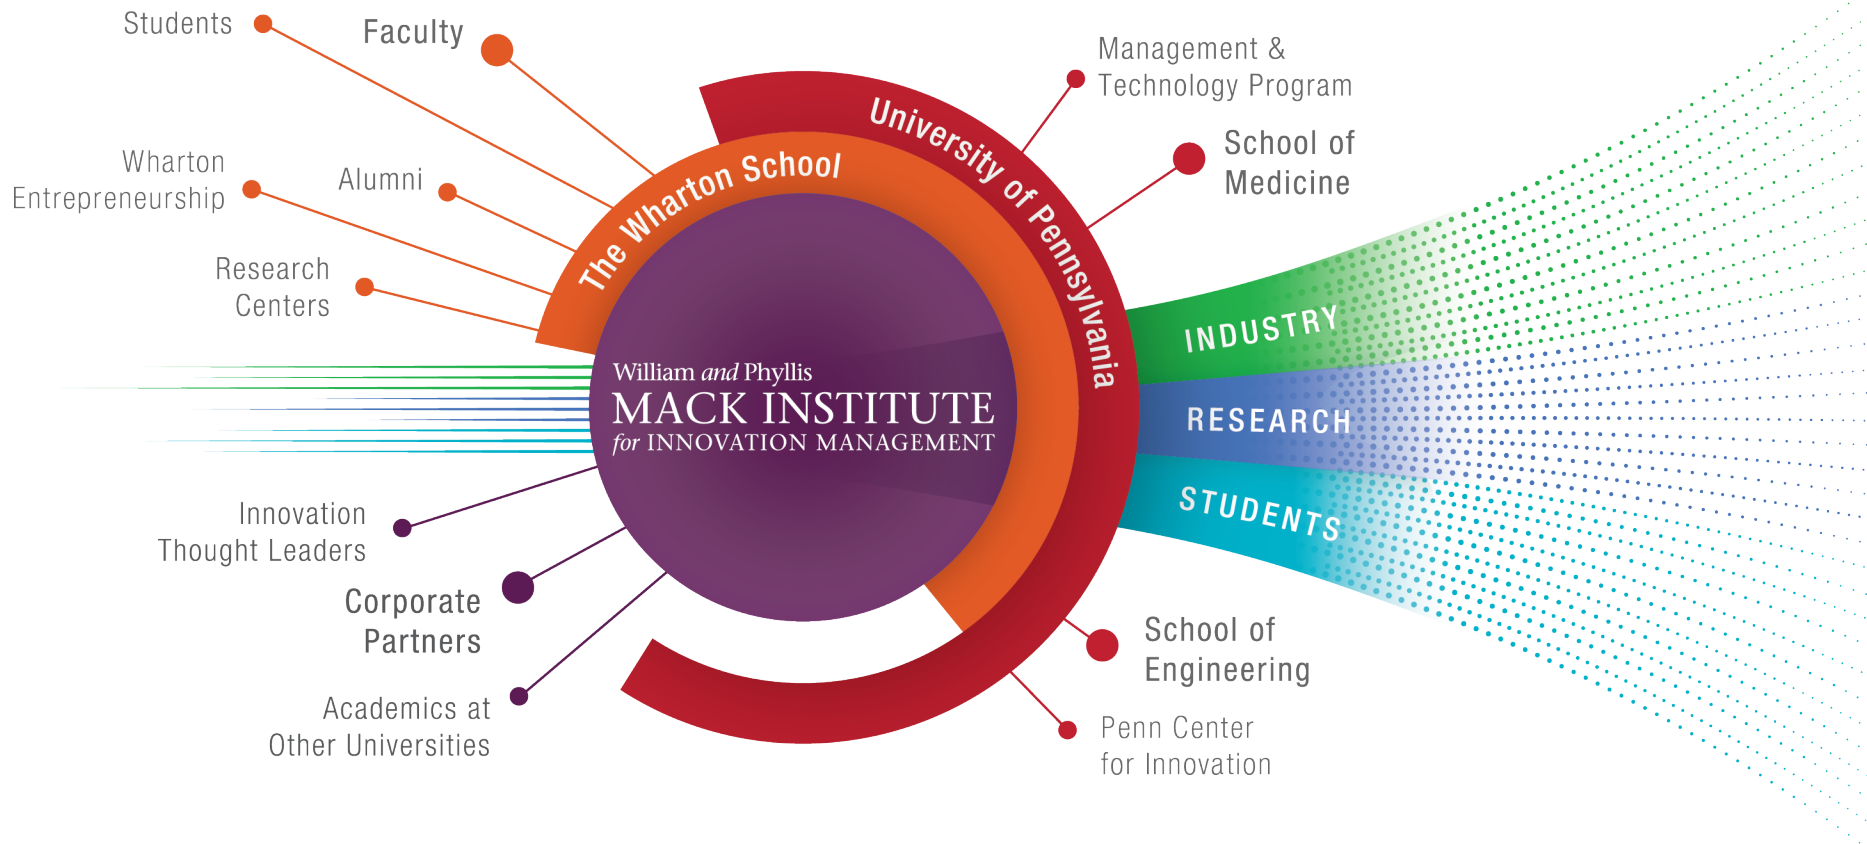 Students
Faculty
Wharton
Entrepreneurship
Alumni
Research
Centers
The Wharton School
University of Pennsylvania
Management &
Technology Program
School of
Medicine
William and Phyllis
MACK INSTITUTE
for INNOVATION MANAGEMENT
INDUSTRY
RESEARCH
STUDENTS
Innovation
Thought Leaders
Corporate
Partners
Academics at
Other Universities
School of
Engineering
Penn Center
for Innovation